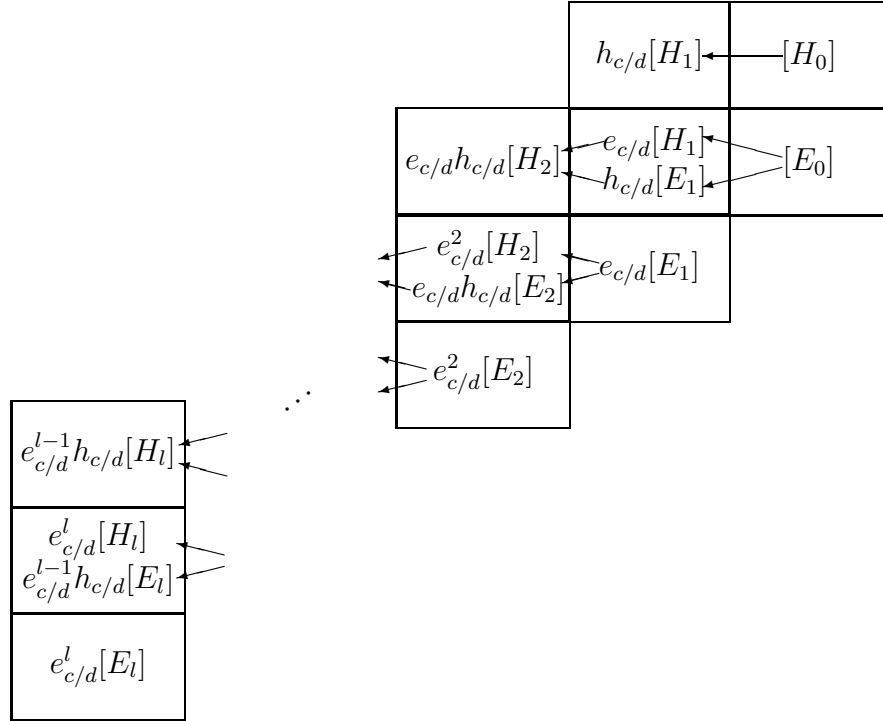 h_{c/d}[H_1] [H_0]
e_{c/d}h_{c/d}[H_2] e_{c/d}[H_1] [E_0]
h_{c/d}[E_1]
e^2_{c/d}[H_2] e_{c/d}[E_1]
e_{c/d}h_{c/d}[E_2]
e^2_{c/d}[E_2]
⋰
e^{l-1}_{c/d}h_{c/d}[H_l]
e^l_{c/d}[H_l]
e^{l-1}_{c/d}h_{c/d}[E_l]
e^l_{c/d}[E_l]